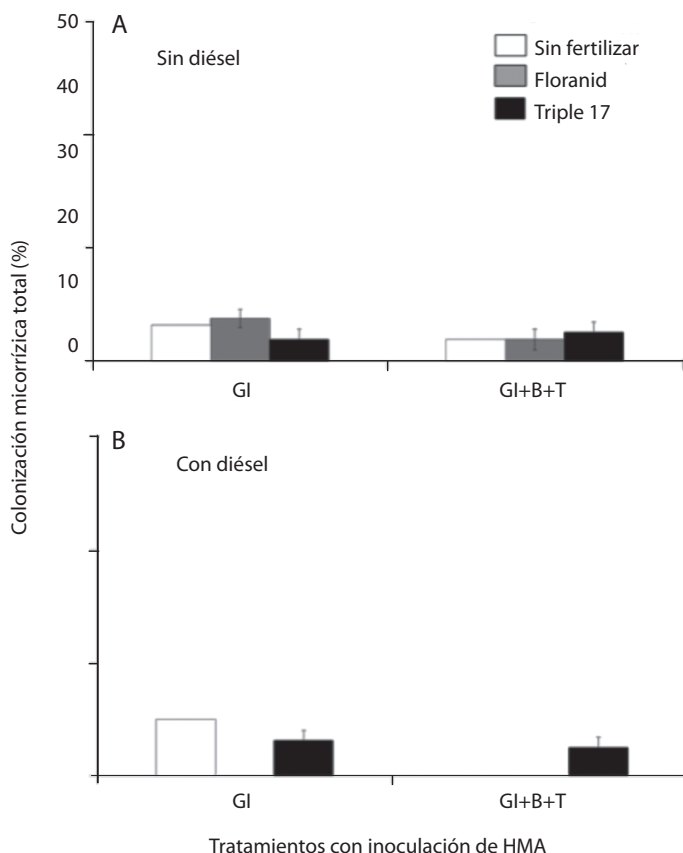 A
Sin diésel
Sin fertilizar
Floranid
Triple 17
50
40
30
20
10
0
GI
GI+B+T
Colonización micorrízica total (%)
B
Con diésel
GI
GI+B+T
Tratamientos con inoculación de HMA